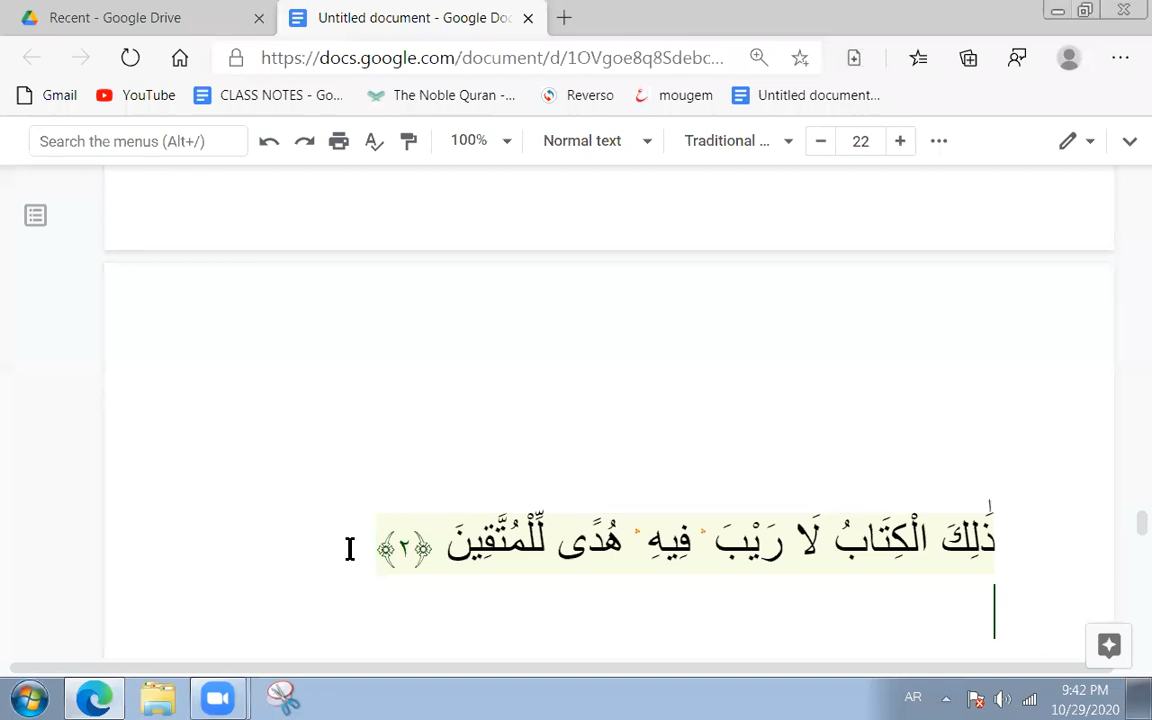 Recent - Google Drive
Untitled document - Google Doc
https://docs.google.com/document/d/1OVgoe8q8Sdebc...
Gmail
YouTube
CLASS NOTES - Go...
The Noble Quran -...
Reverso
mougem
Untitled document...
Search the menus (Alt+/)
100%
Normal text
Traditional ...
22
ذَٰلِكَ الْكِتَابُ لَا رَيْبَ ۛ فِيهِ ۛ هُدًى لِّلْمُتَّقِينَ ﴿٢﴾
AR
9:42 PM
10/29/2020